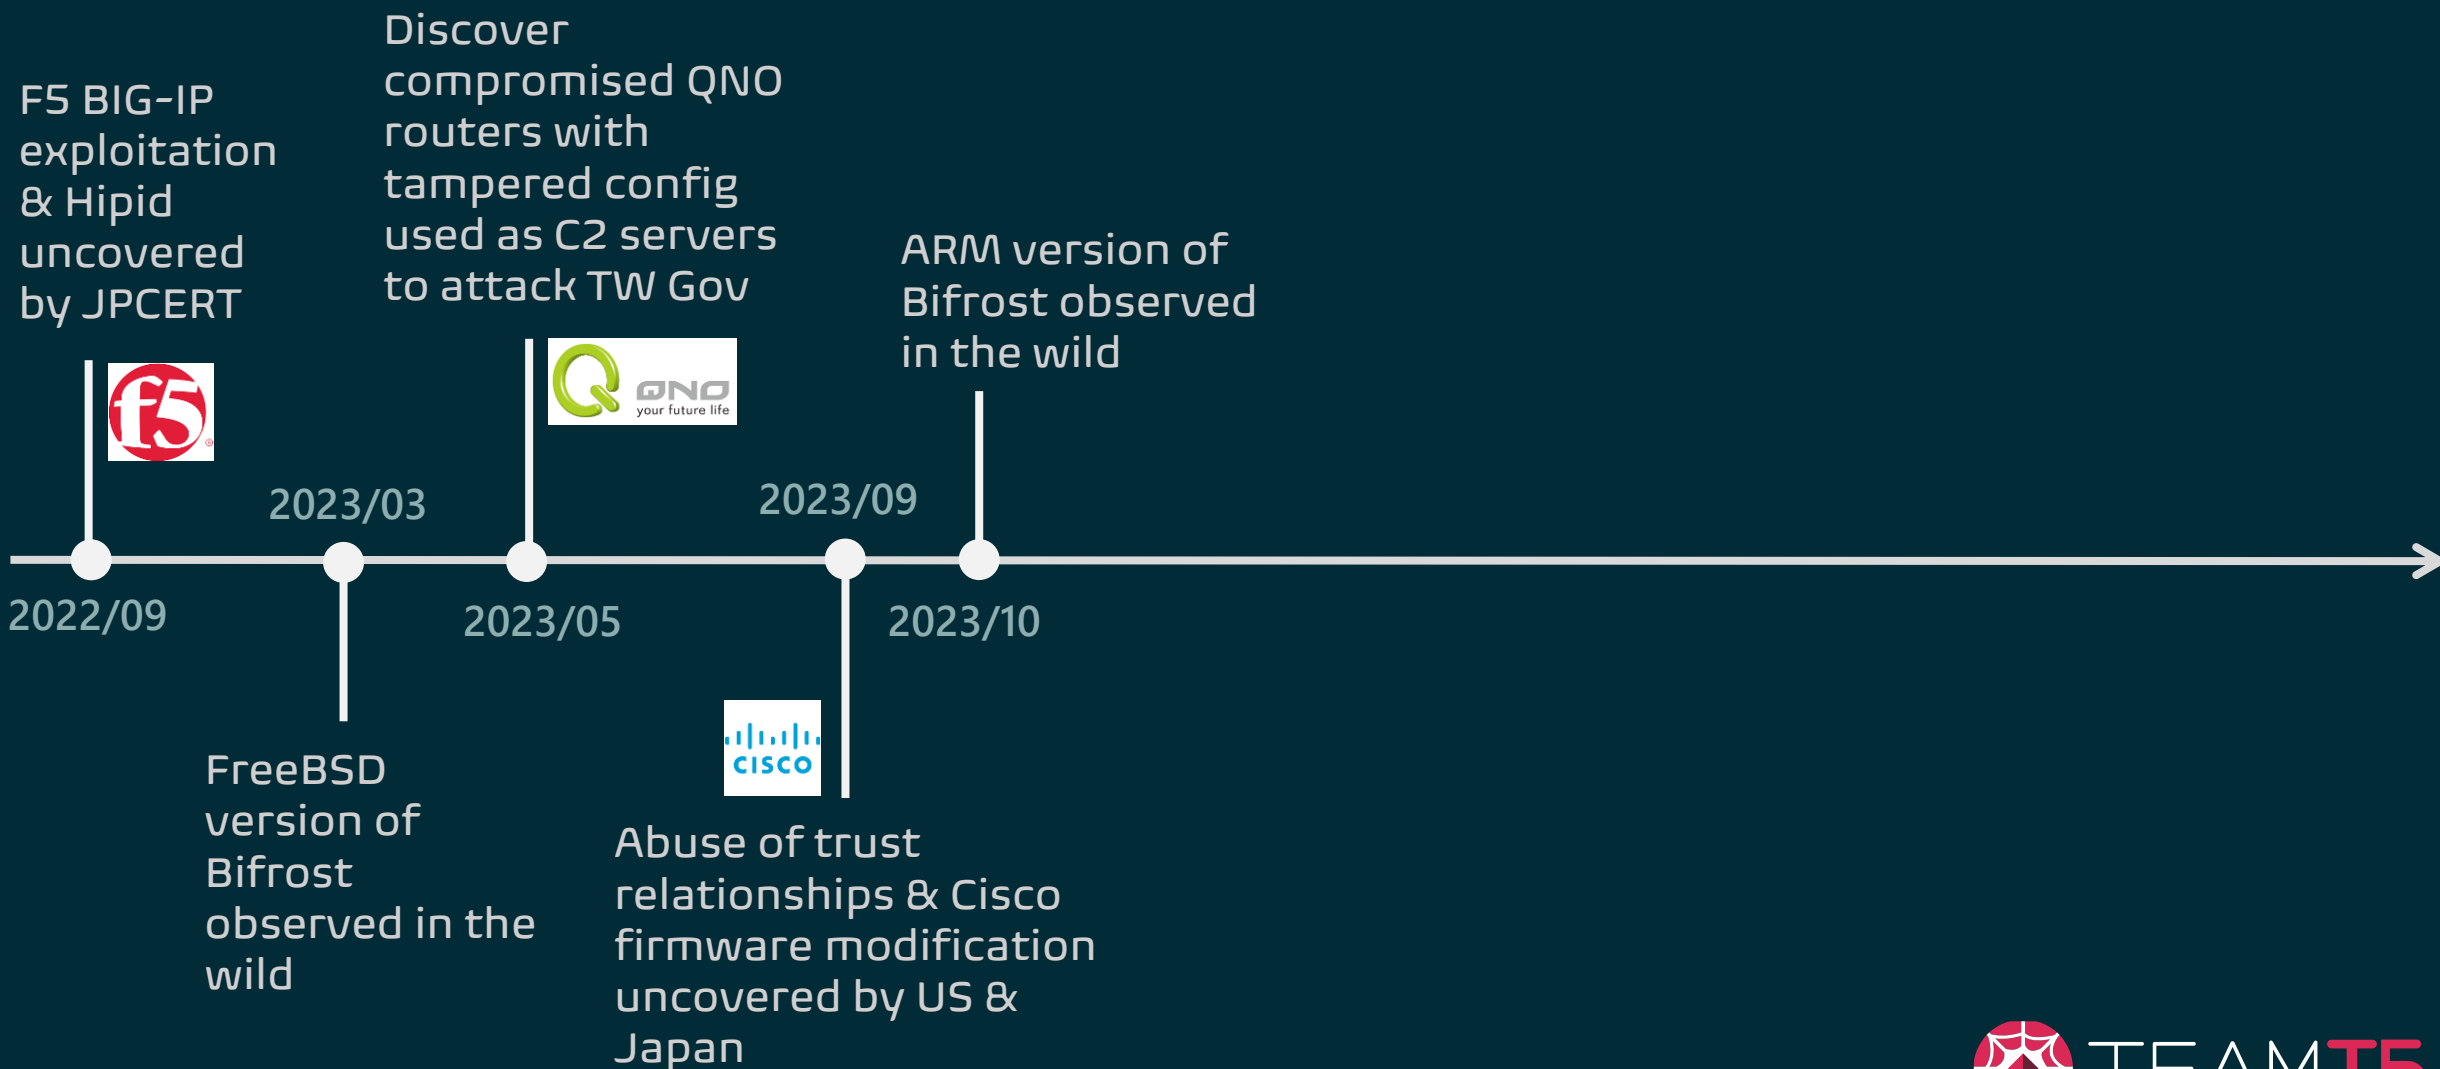 F5 BIG-IP
exploitation
& Hipid
uncovered
by JPCERT
f5
2022/09
2023/03
FreeBSD
version of
Bifrost
observed in the
wild
Discover
compromised QNO
routers with
tampered config
used as C2 servers
to attack TW Gov
QNO
your future life
2023/05
2023/09
CISCO
Abuse of trust
relationships & Cisco
firmware modification
uncovered by US &
Japan
ARM version of
Bifrost observed
in the wild
2023/10
TEAMT5